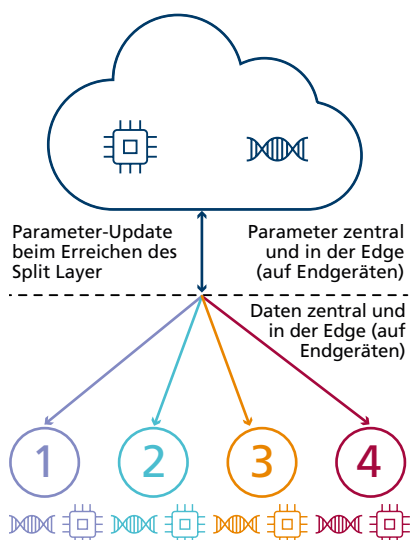 Parameter-Update
beim Erreichen des
Split Layer
Parameter zentral
und in der Edge
(auf Endgeräten)
Daten zentral und
in der Edge (auf
Endgeräten)
1
2
3
4